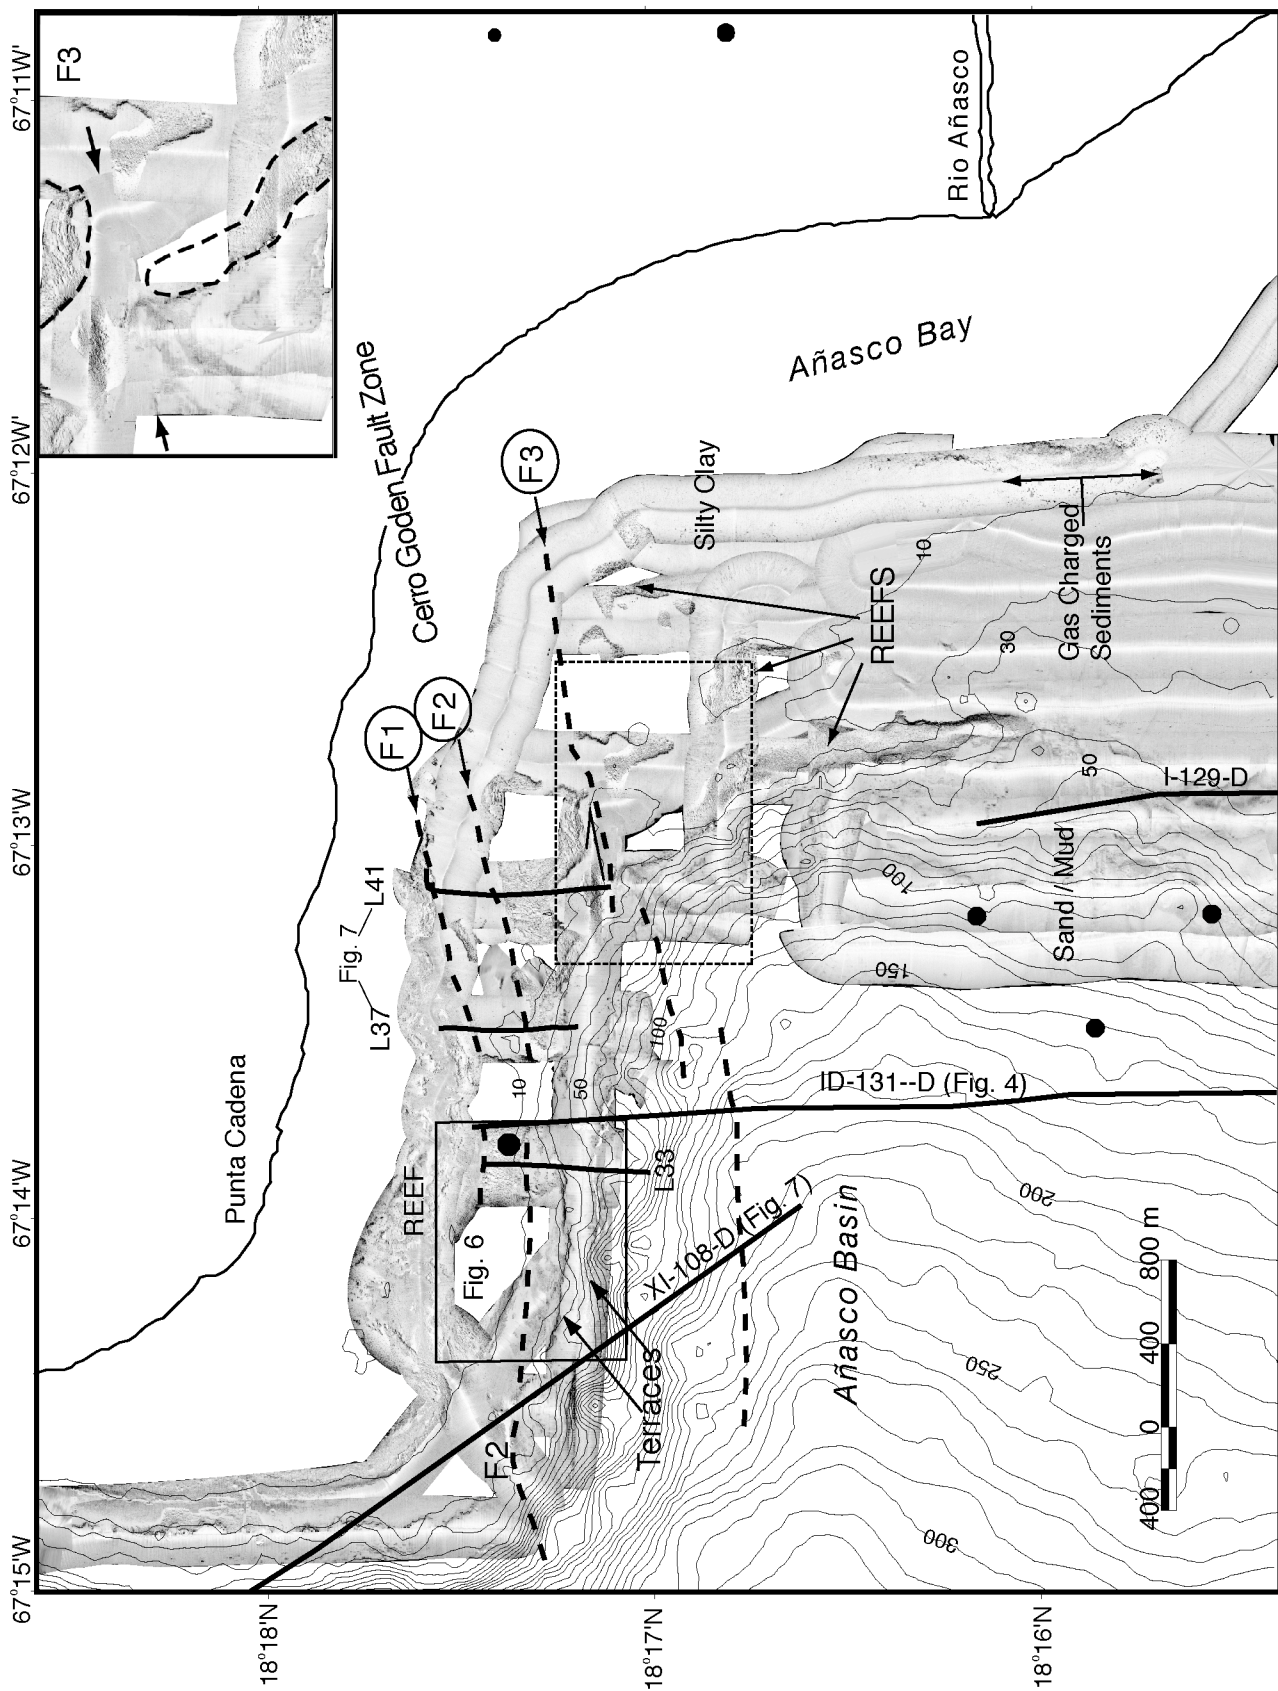 67°15'W
67°14'W
67°13'W
67°12'W
67°11'W'
18°18'N
18°17'N
18°16'N
F3
Punta Cadena
Cerro Goden Fault Zone
Rio Añasco
Añasco Bay
F1
F2
F3
Silty Clay
REEFS
Gas Charged
Sediments
10
30
50
I-129-D
Sand / Mud
100
150
Fig. 7
L37
L41
10
50
100
ID-131--D (Fig. 4)
REEF
Fig. 6
L33
XI-108-D (Fig. 7)
Terraces
F2
Añasco Basin
200
250
300
400
0
400
800 m